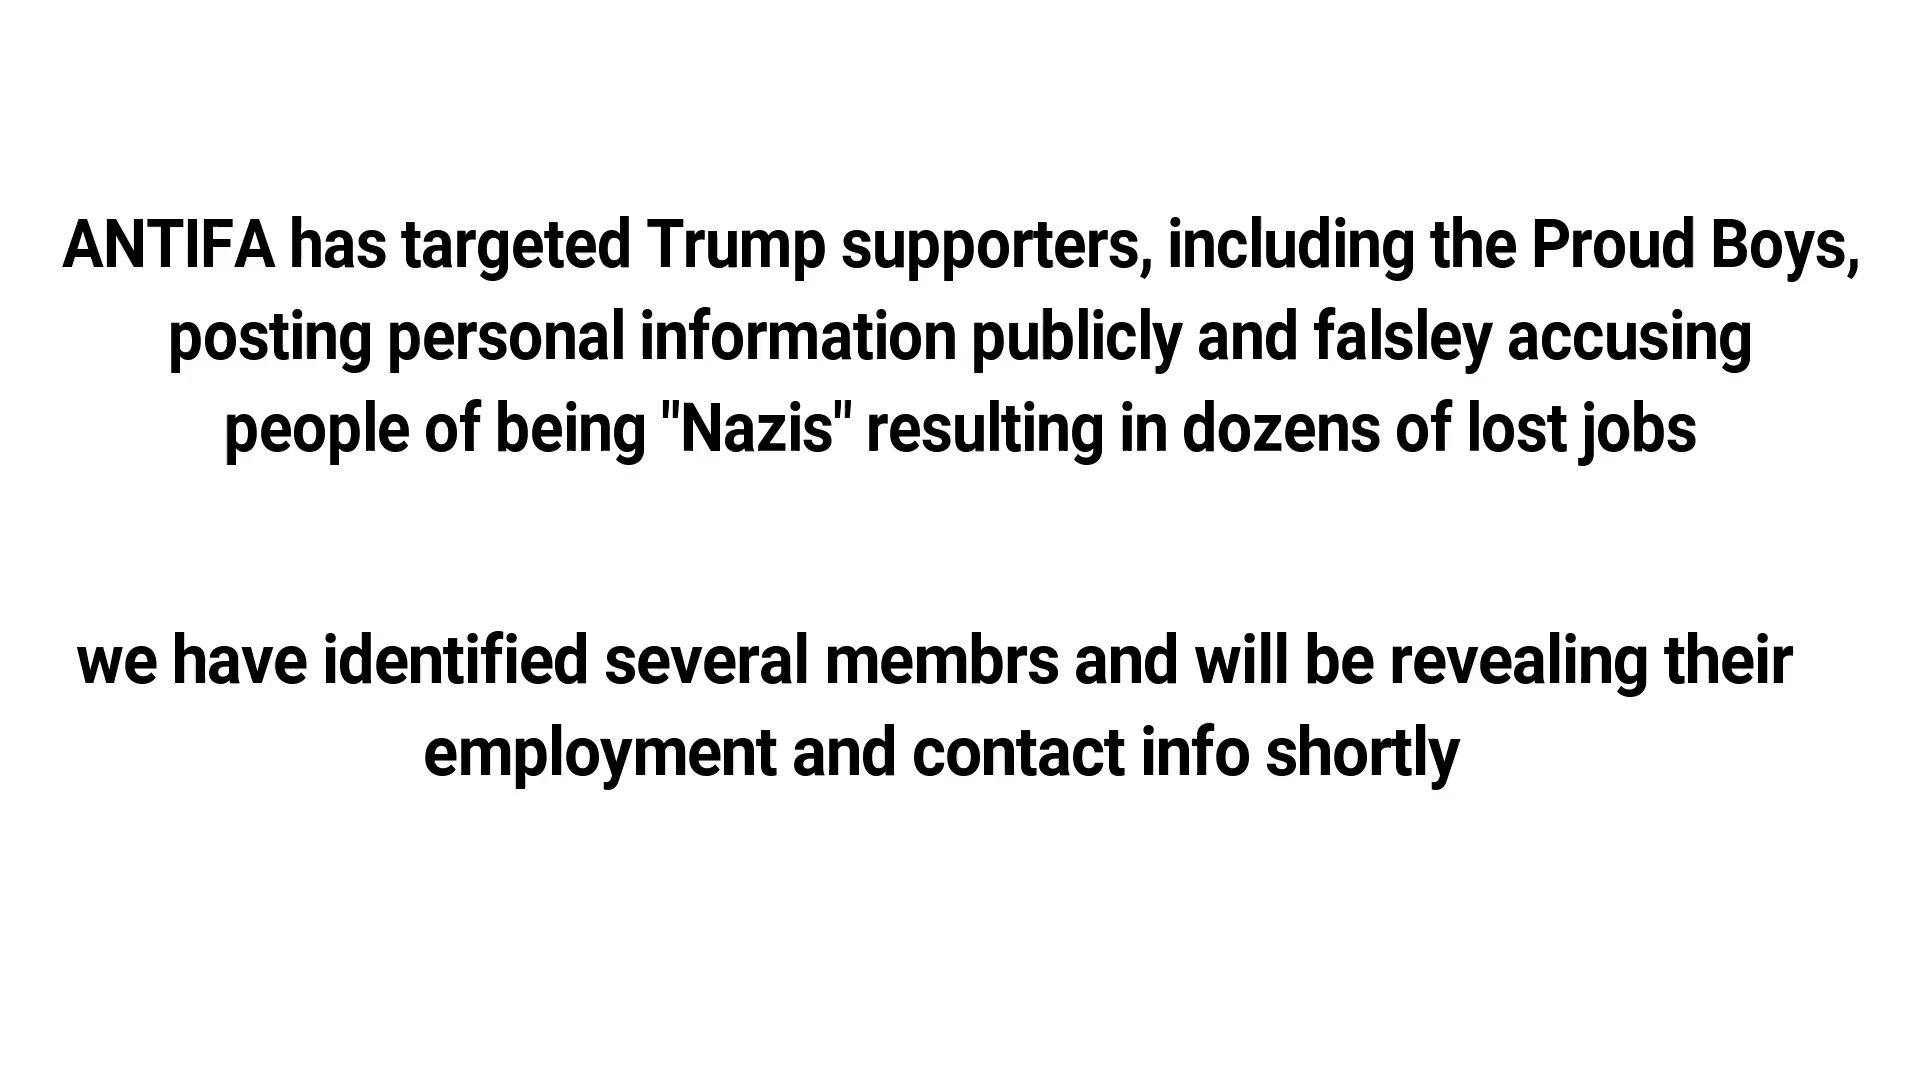 ANTIFA has targeted Trump supporters, including the Proud Boys,
posting personal information publicly and falsley accusing
people of being "Nazis" resulting in dozens of lost jobs
we have identified several membrs and will be revealing their
employment and contact info shortly